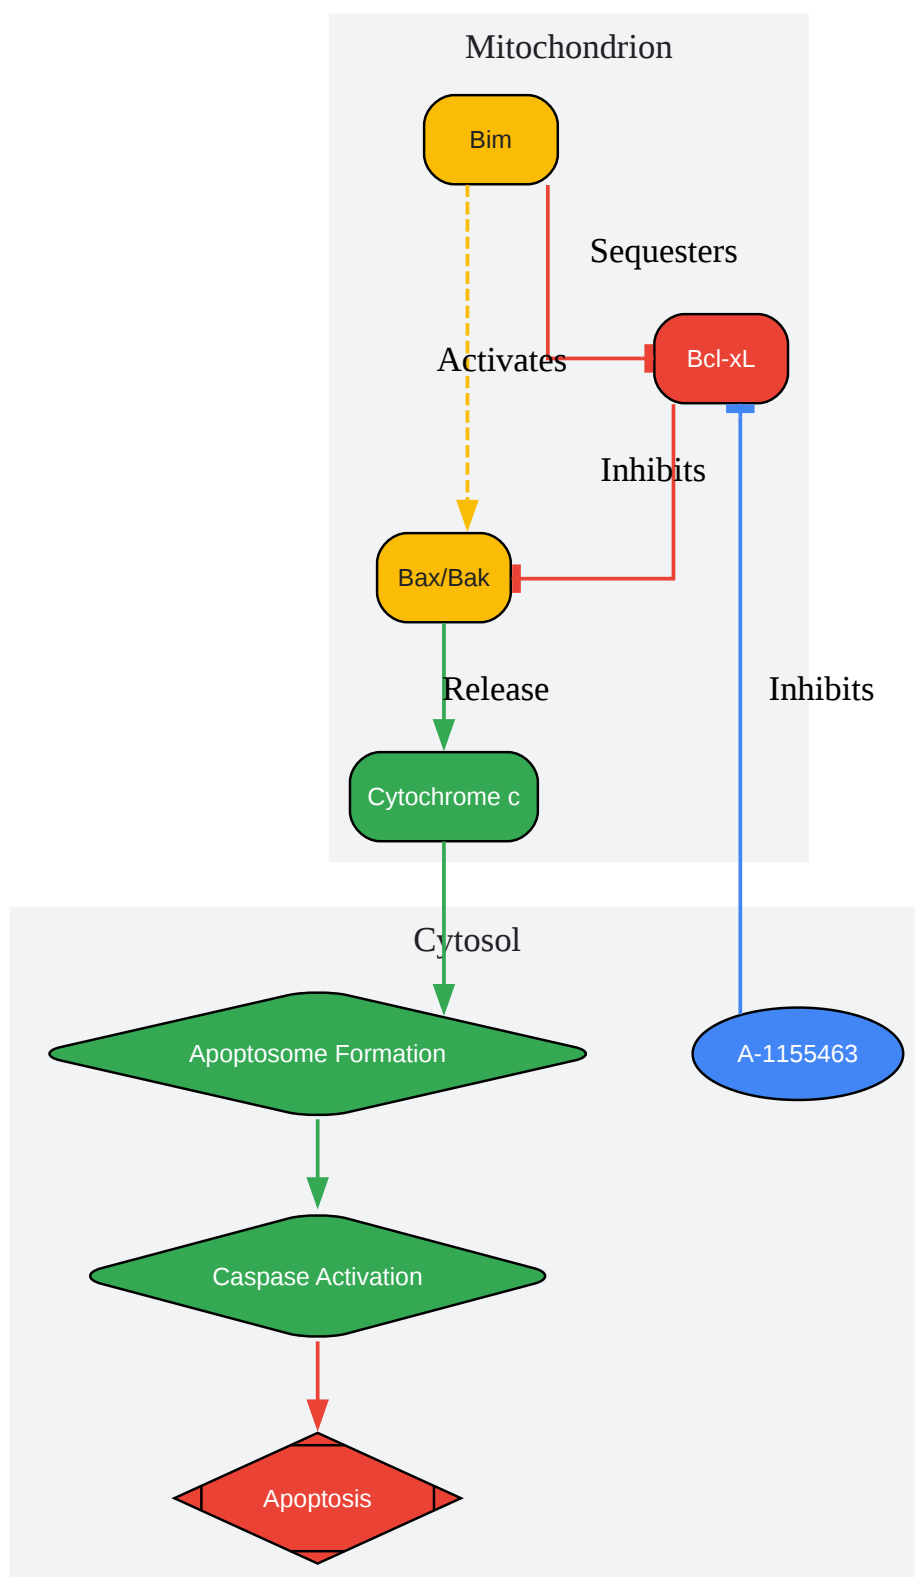 Mitochondrion
Bim
Sequesters
Bcl-xL
Activates
Inhibits
Bax/Bak
Release
Inhibits
Cytochrome c
Cytosol
Apoptosome Formation
A-1155463
Caspase Activation
Apoptosis